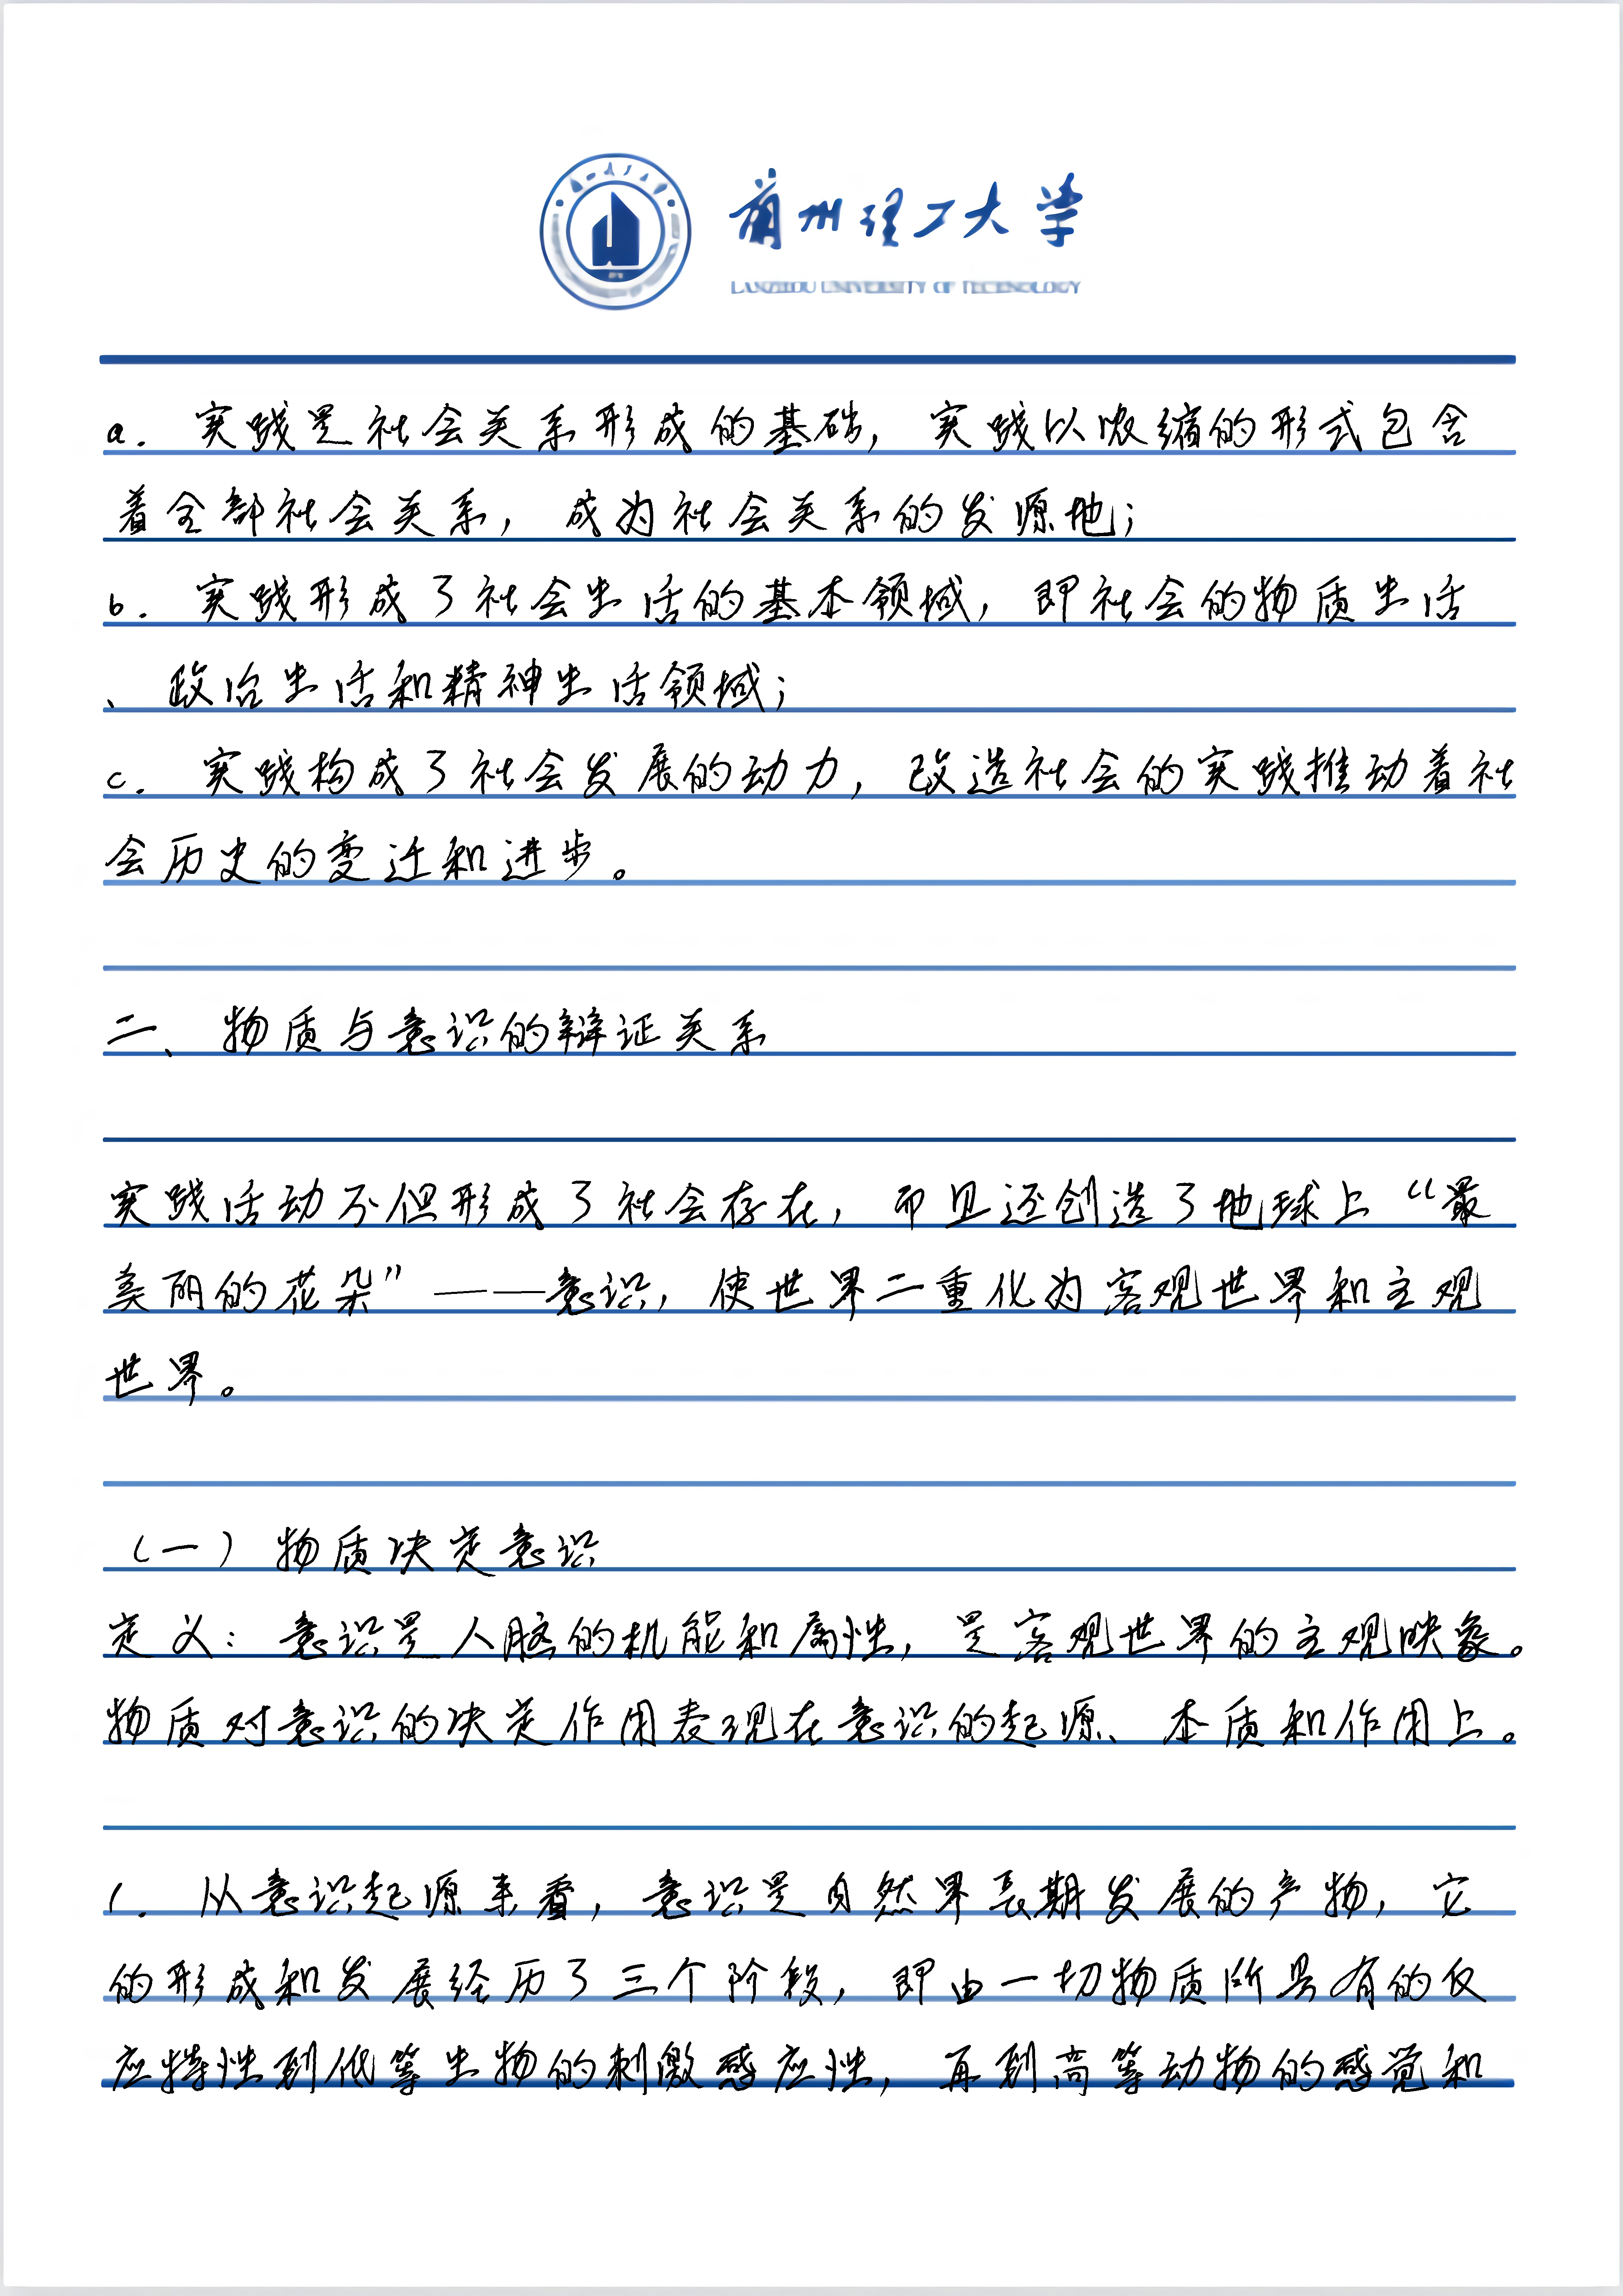 蘭州理工大学
LANZHOU UNIVERSITY OF TECHNOLOGY
a. 实践是社会关系形成的基础，实践以浓缩的形式包含
着全部社会关系，成为社会关系的发源地；
b. 实践形成了社会生活的基本领域，即社会的物质生活
、政治生活和精神生活领域；
c. 实践构成了社会发展的动力，改造社会的实践推动着社
会历史的变迁和进步。
二、物质与意识的辩证关系
实践活动不但形成了社会存在，而且还创造了地球上“最
美丽的花朵”——意识，使世界二重化为客观世界和主观
世界。
（一）物质决定意识
定义：意识是人脑的机能和属性，是客观世界的主观映象。
物质对意识的决定作用表现在意识的起源、本质和作用上。
1. 从意识起源来看，意识是自然界长期发展的产物，它
的形成和发展经历了三个阶段，即由一切物质所具有的反
应特性到低等生物的刺激感应性，再到高等动物的感觉和